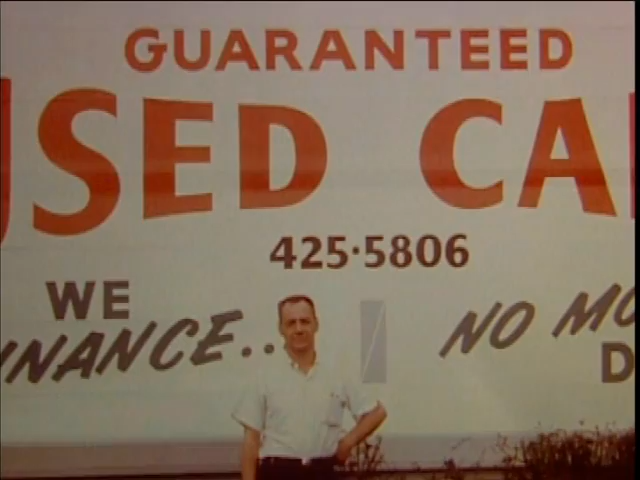 GUARANTEED
USED CA
425·5806
WE
INANCE..
NO MO
D